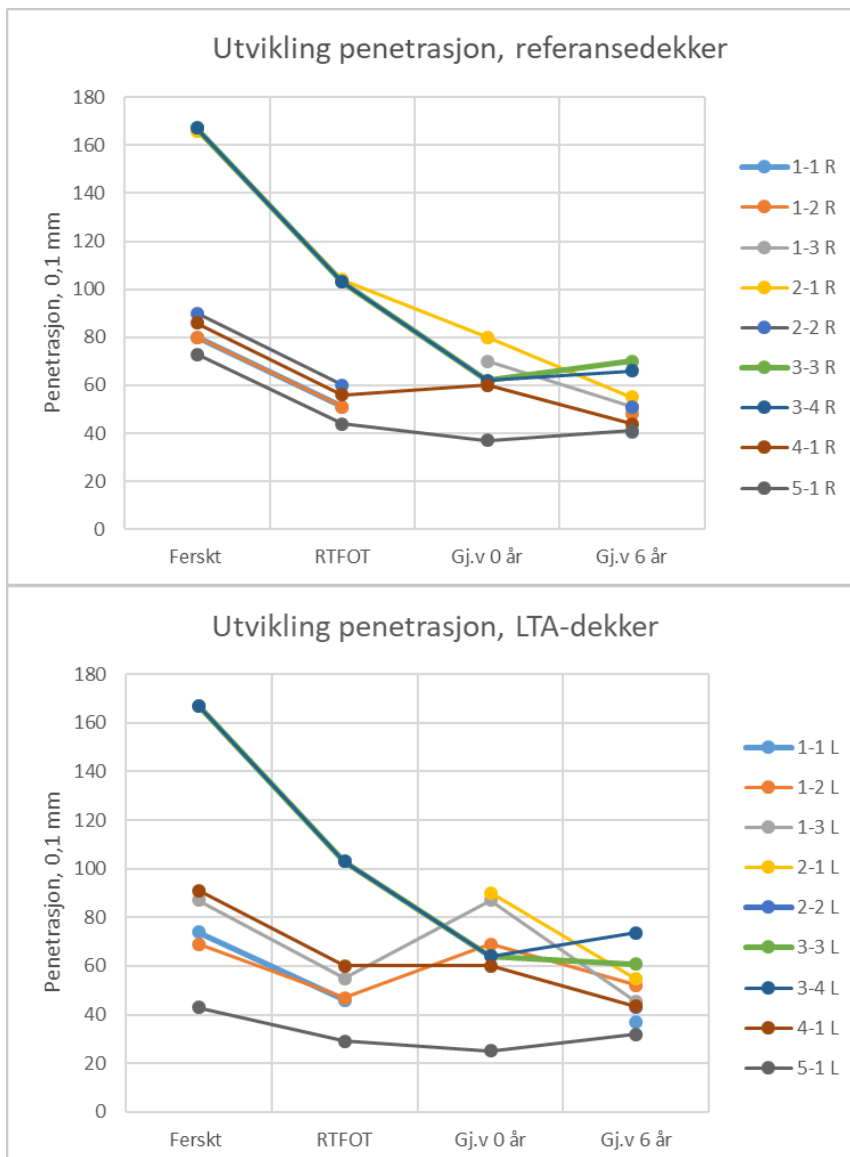 Utvikling penetrasjon, referansedekker
Penetrasjon, 0,1 mm
180
160
140
120
100
80
60
40
20
0
Ferskt RTFOT Gj.v 0 år Gj.v 6 år
1-1 R
1-2 R
1-3 R
2-1 R
2-2 R
3-3 R
3-4 R
4-1 R
5-1 R
Utvikling penetrasjon, LTA-dekker
Penetrasjon, 0,1 mm
180
160
140
120
100
80
60
40
20
0
Ferskt RTFOT Gj.v 0 år Gj.v 6 år
1-1 L
1-2 L
1-3 L
2-1 L
2-2 L
3-3 L
3-4 L
4-1 L
5-1 L